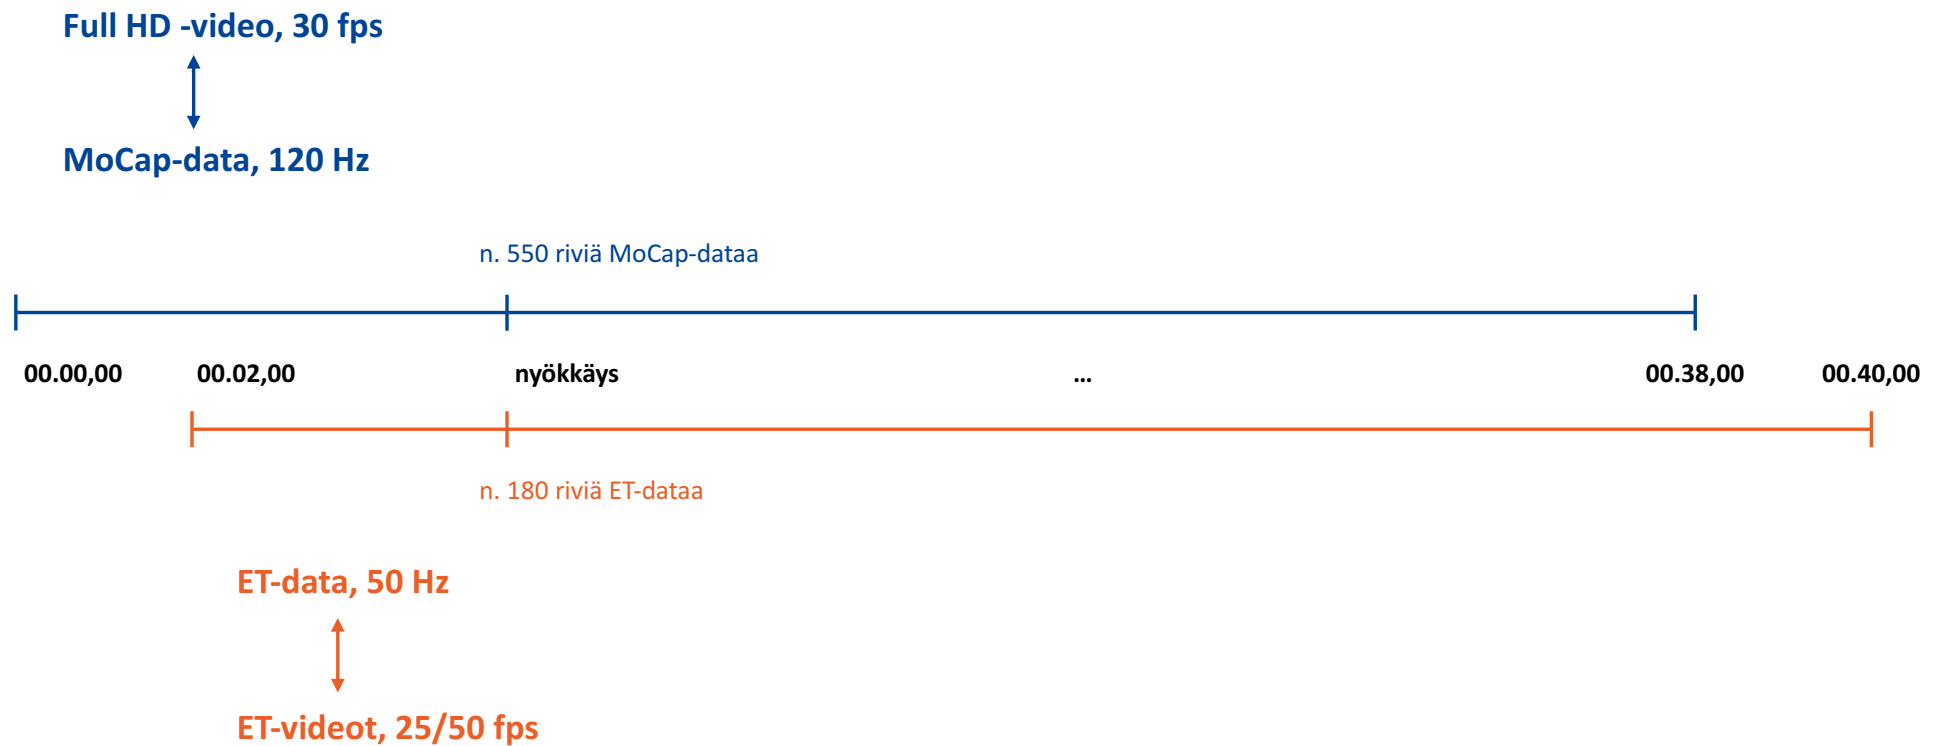 Full HD -video, 30 fps
MoCap-data, 120 Hz
n. 550 riviä MoCap-dataa
00.00,00 00.02,00 nyökkäys ... 00.38,00 00.40,00
n. 180 riviä ET-dataa
ET-data, 50 Hz
ET-videot, 25/50 fps